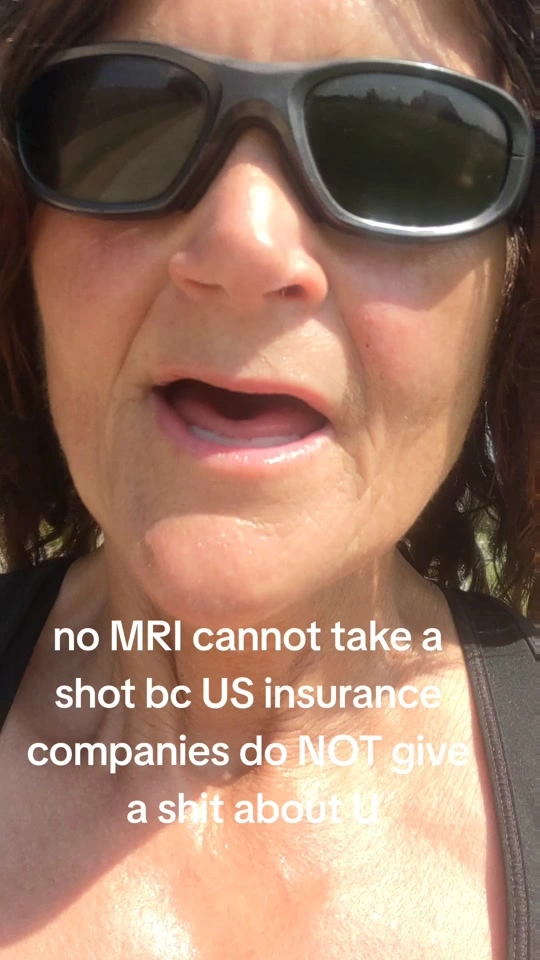 no MRI cannot take a
shot bc US insurance
companies do NOT give
a shit about U